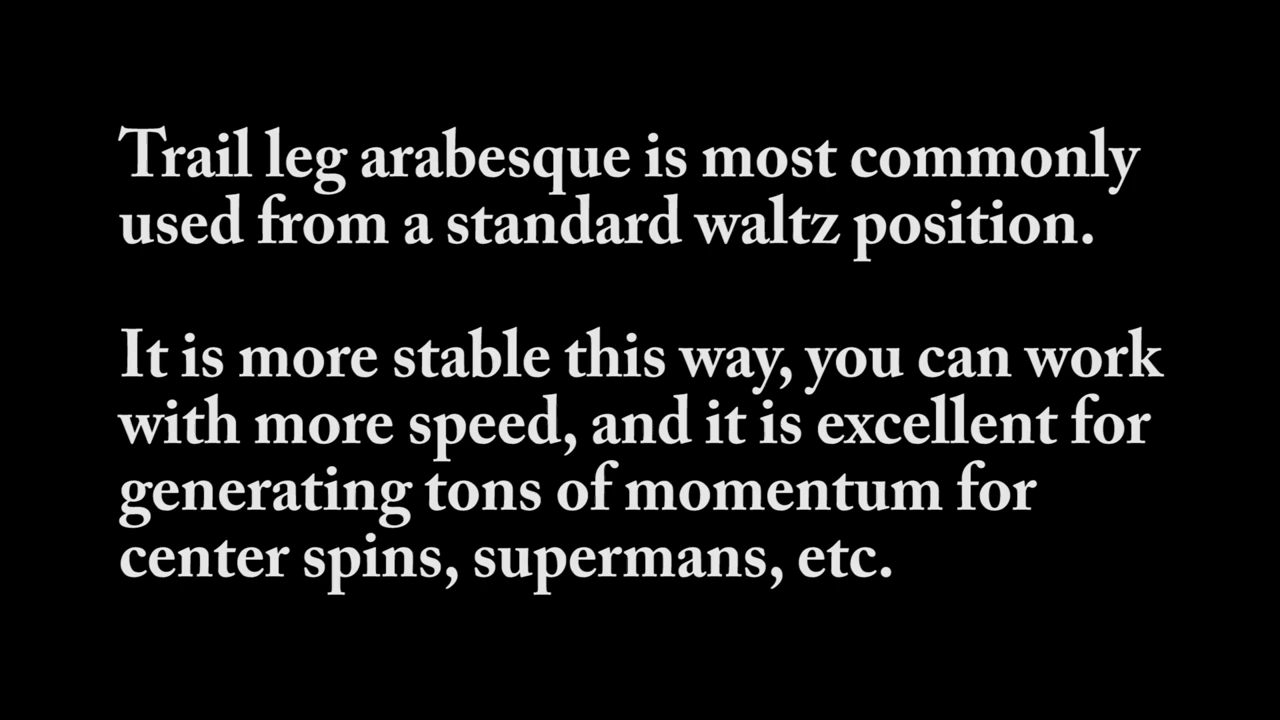 Trail leg arabesque is most commonly
used from a standard waltz position.
It is more stable this way, you can work
with more speed, and it is excellent for
generating tons of momentum for
center spins, supermans, etc.